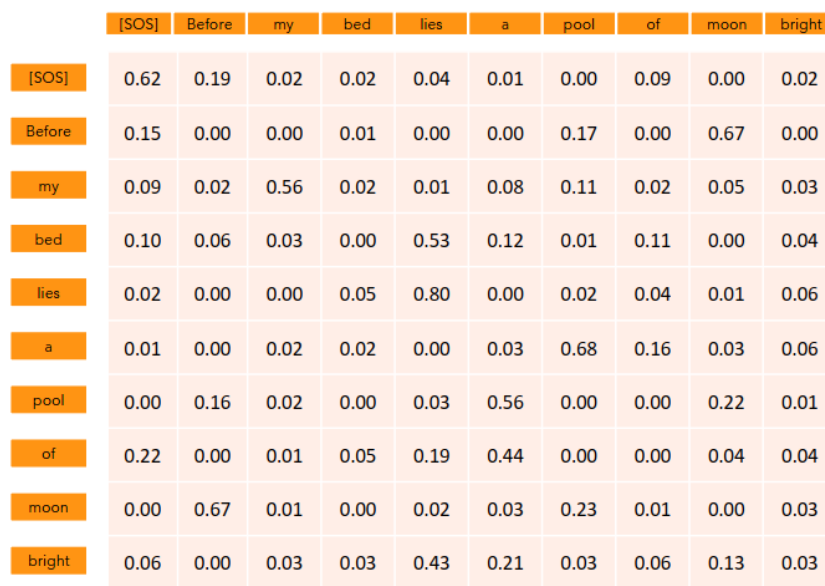 [SOS] Before my bed lies a pool of moon bright
[SOS] 0.62 0.19 0.02 0.02 0.04 0.01 0.00 0.09 0.00 0.02
Before 0.15 0.00 0.00 0.01 0.00 0.00 0.17 0.00 0.67 0.00
my 0.09 0.02 0.56 0.02 0.01 0.08 0.11 0.02 0.05 0.03
bed 0.10 0.06 0.03 0.00 0.53 0.12 0.01 0.11 0.00 0.04
lies 0.02 0.00 0.00 0.05 0.80 0.00 0.02 0.04 0.01 0.06
a 0.01 0.00 0.02 0.02 0.00 0.03 0.68 0.16 0.03 0.06
pool 0.00 0.16 0.02 0.00 0.03 0.56 0.00 0.00 0.22 0.01
of 0.22 0.00 0.01 0.05 0.19 0.44 0.00 0.00 0.04 0.04
moon 0.00 0.67 0.01 0.00 0.02 0.03 0.23 0.01 0.00 0.03
bright 0.06 0.00 0.03 0.03 0.43 0.21 0.03 0.06 0.13 0.03